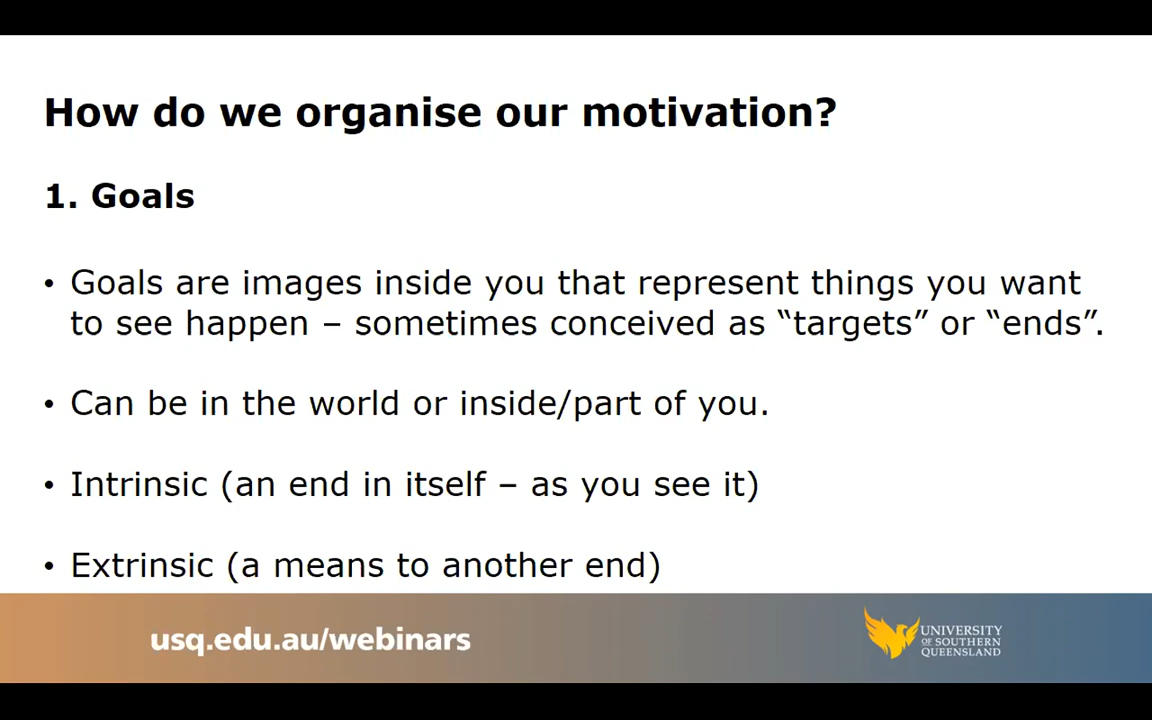 How do we organise our motivation?
1. Goals
• Goals are images inside you that represent things you want
to see happen – sometimes conceived as “targets” or “ends”.
• Can be in the world or inside/part of you.
• Intrinsic (an end in itself – as you see it)
• Extrinsic (a means to another end)
usq.edu.au/webinars
UNIVERSITY
OF SOUTHERN
QUEENSLAND